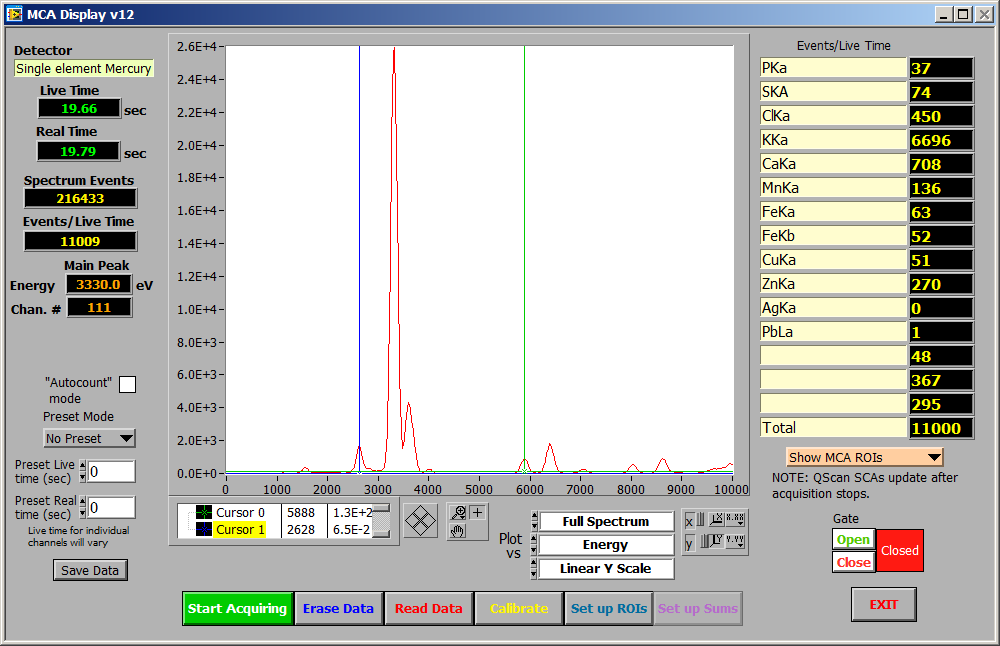 MCA Display v12
Detector
Single element Mercury
Live Time
19.66 sec
Real Time
19.79 sec
Spectrum Events
216433
Events/Live Time
11009
Main Peak
Energy 3330.0 eV
Chan. # 111
"Autocount"
mode
Preset Mode
No Preset
Preset Live
time (sec) 0
Preset Real
time (sec) 0
Live time for individual
channels will vary
Save Data
2.6E+4
2.4E+4
2.2E+4
2.0E+4
1.8E+4
1.6E+4
1.4E+4
1.2E+4
1.0E+4
8.0E+3
6.0E+3
4.0E+3
2.0E+3
0.0E+0
0 1000 2000 3000 4000 5000 6000 7000 8000 9000 10000
Cursor 0 5888 1.3E+2
Cursor 1 2628 6.5E-2
Plot
vs
Full Spectrum
Energy
Linear Y Scale
x X x.xx
y Y y.yy
Start Acquiring Erase Data Read Data Calibrate Set up ROIs Set up Sums
Events/Live Time
PKa 37
SKA 74
ClKa 450
KKa 6696
CaKa 708
MnKa 136
FeKa 63
FeKb 52
CuKa 51
ZnKa 270
AgKa 0
PbLa 1
48
367
295
Total 11000
Show MCA ROIs
NOTE: QScan SCAs update after
acquisition stops.
Gate
Open
Close
Closed
EXIT